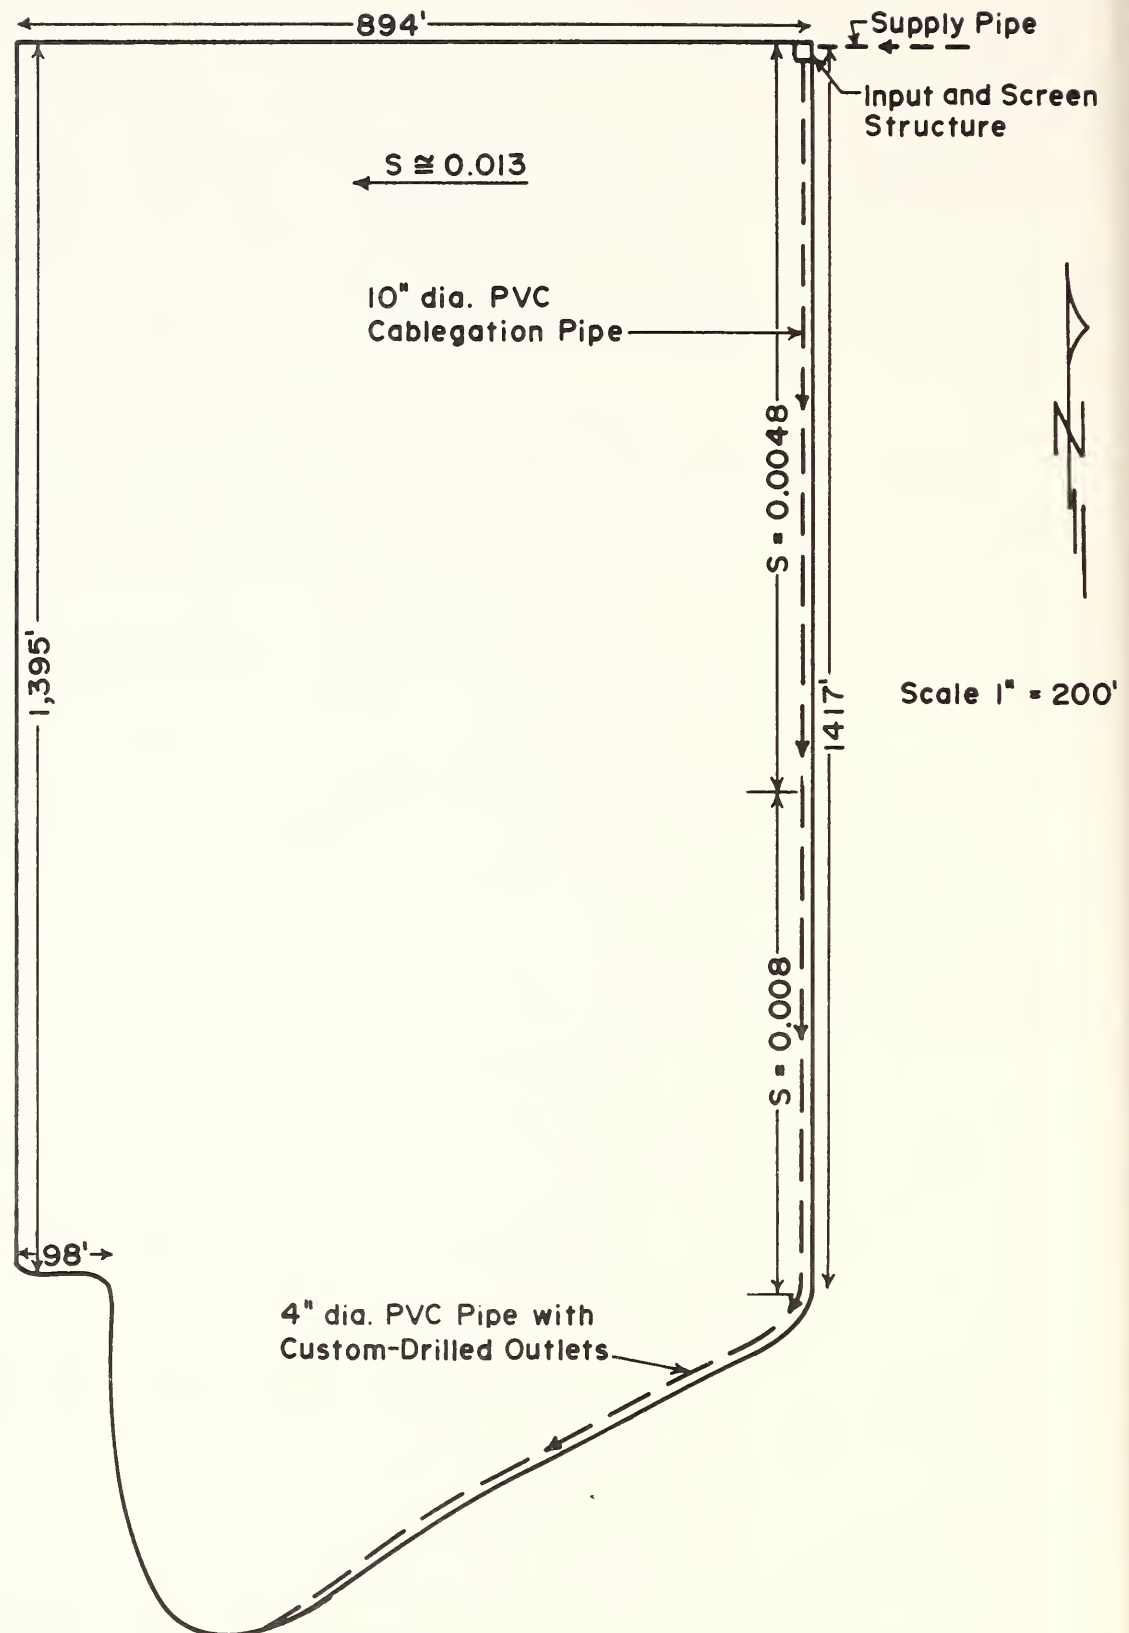 894'
Supply Pipe
Input and Screen
Structure
S ≅ 0.013
10" dia. PVC
Cablegation Pipe
S = 0.0048
N
1,395'
1417'
Scale 1" = 200'
S = 0.008
98'
4" dia. PVC Pipe with
Custom-Drilled Outlets